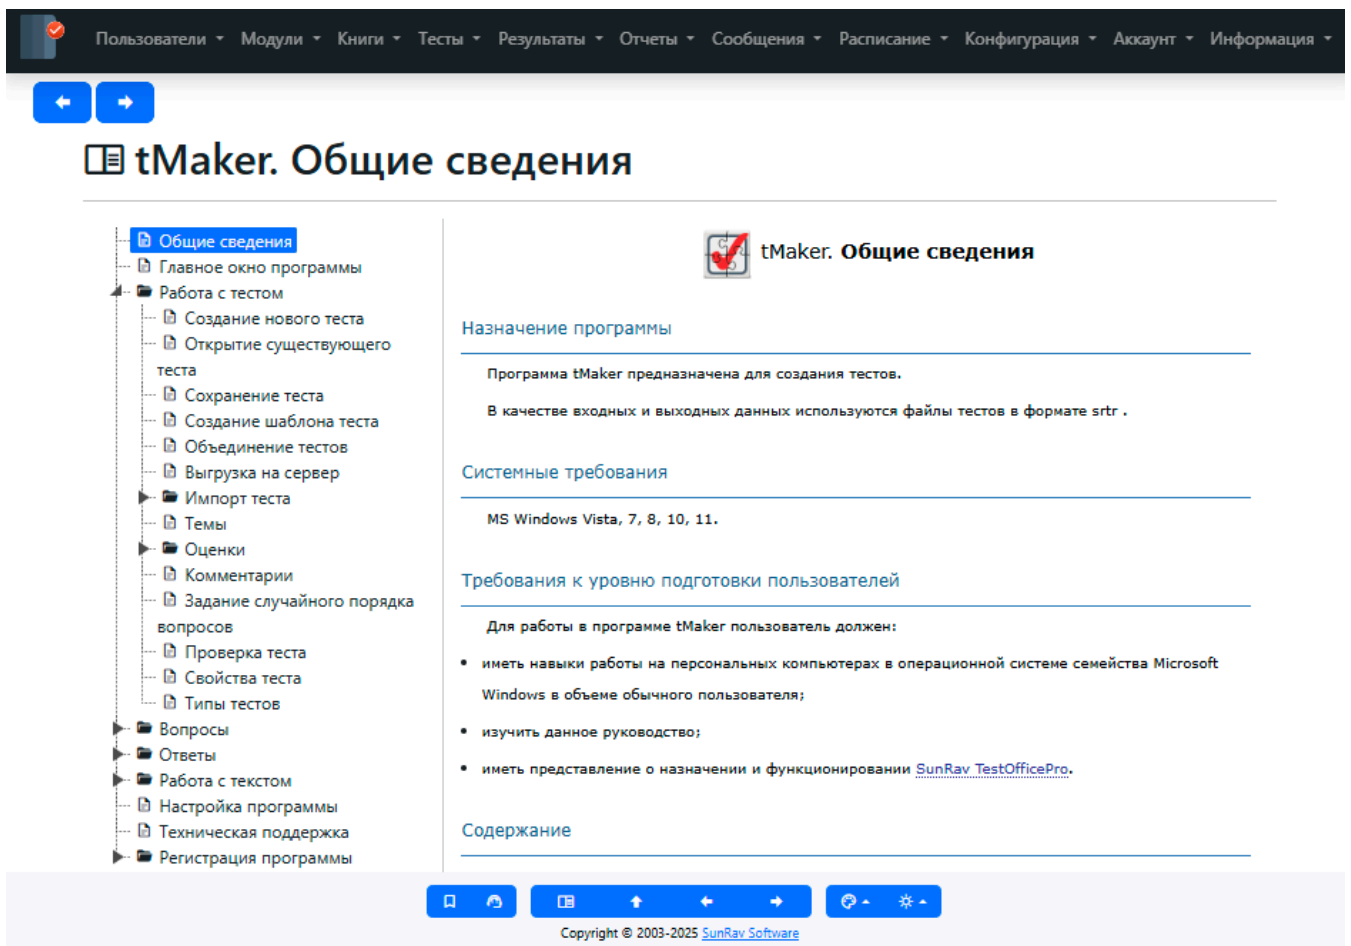 Пользователи Модули Книги Тесты Результаты Отчеты Сообщения Расписание Конфигурация Аккаунт Информация
tMaker. Общие сведения
Общие сведения
Главное окно программы
Работа с тестом
Создание нового теста
Открытие существующего
теста
Сохранение теста
Создание шаблона теста
Объединение тестов
Выгрузка на сервер
Импорт теста
Темы
Оценки
Комментарии
Задание случайного порядка
вопросов
Проверка теста
Свойства теста
Типы тестов
Вопросы
Ответы
Работа с текстом
Настройка программы
Техническая поддержка
Регистрация программы
tMaker. Общие сведения
Назначение программы
Программа tMaker предназначена для создания тестов.
В качестве входных и выходных данных используются файлы тестов в формате srtr .
Системные требования
MS Windows Vista, 7, 8, 10, 11.
Требования к уровню подготовки пользователей
Для работы в программе tMaker пользователь должен:
• иметь навыки работы на персональных компьютерах в операционной системе семейства Microsoft
Windows в объеме обычного пользователя;
• изучить данное руководство;
• иметь представление о назначении и функционировании SunRav TestOfficePro.
Содержание
Copyright © 2003-2025 SunRav Software